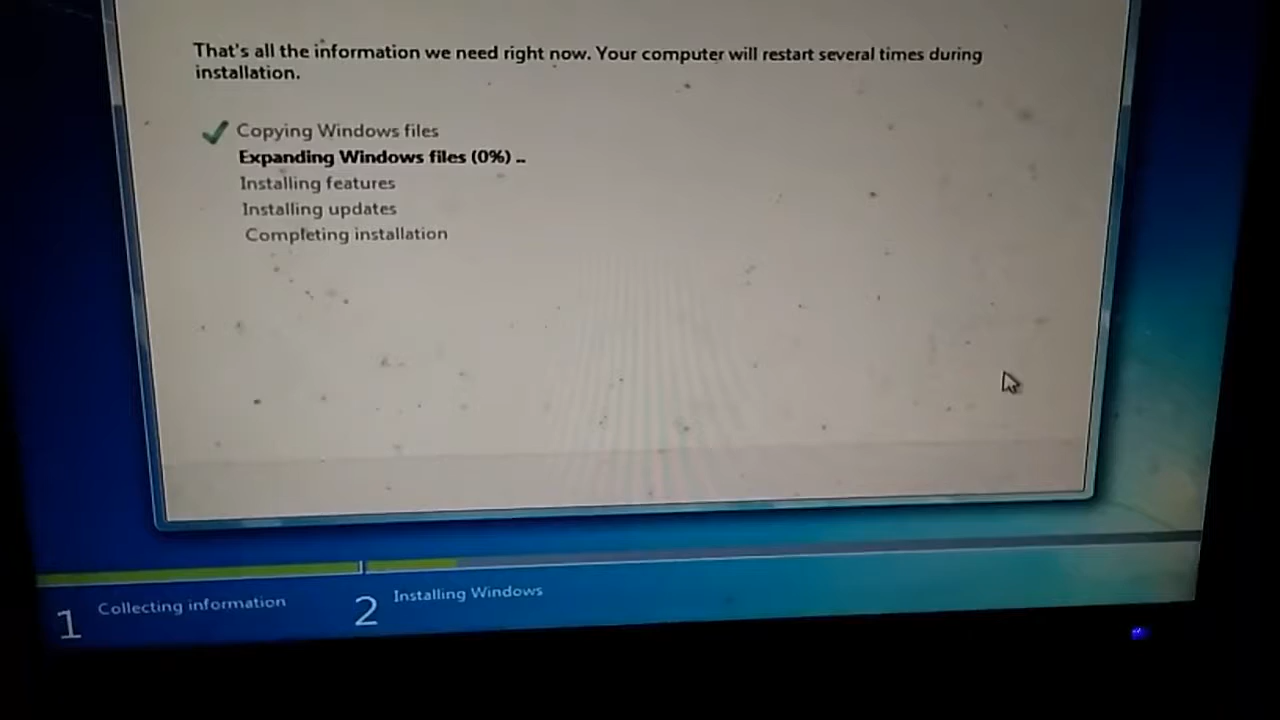 That's all the information we need right now. Your computer will restart several times during
installation.
Copying Windows files
Expanding Windows files (0%) ..
Installing features
Installing updates
Completing installation
1 Collecting information
2 Installing Windows